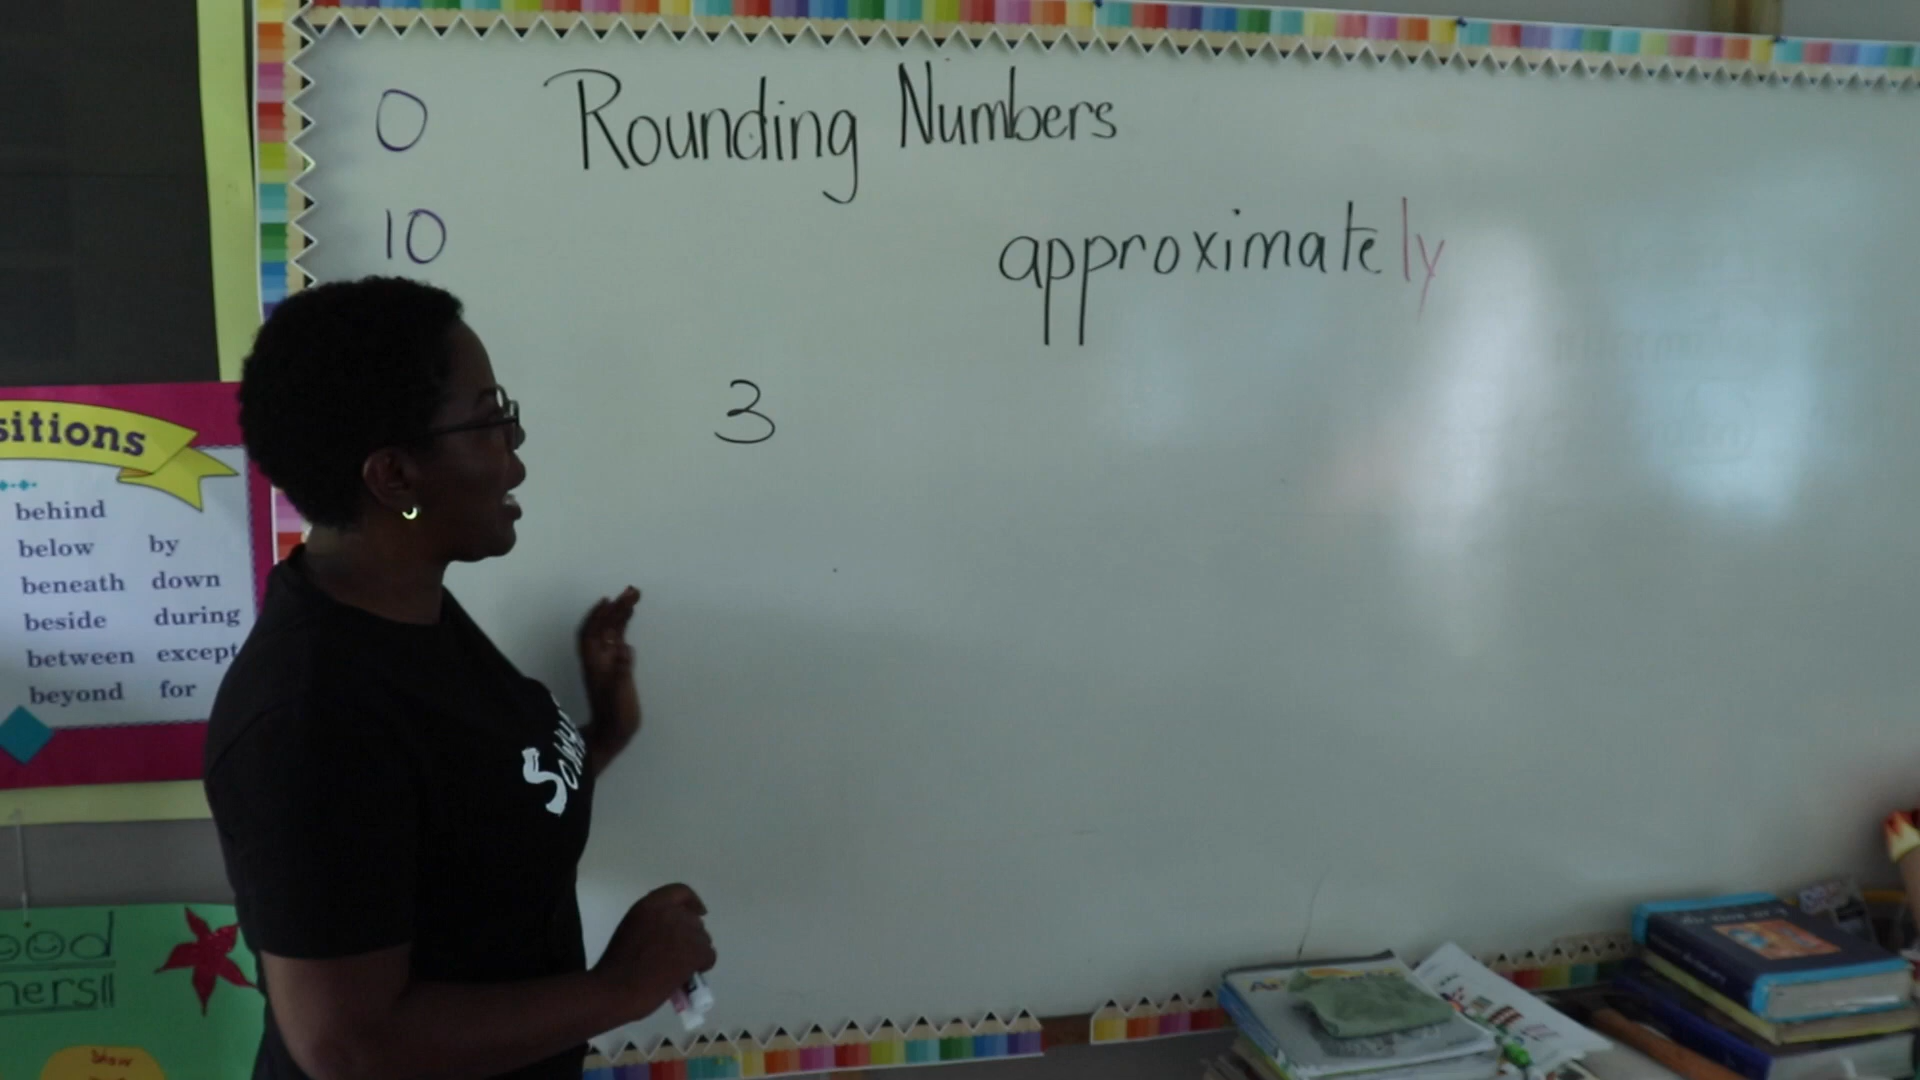 0 Rounding Numbers
10
approximately
3
sitions
behind
below by
beneath down
beside during
between except
beyond for
ood
hers!!